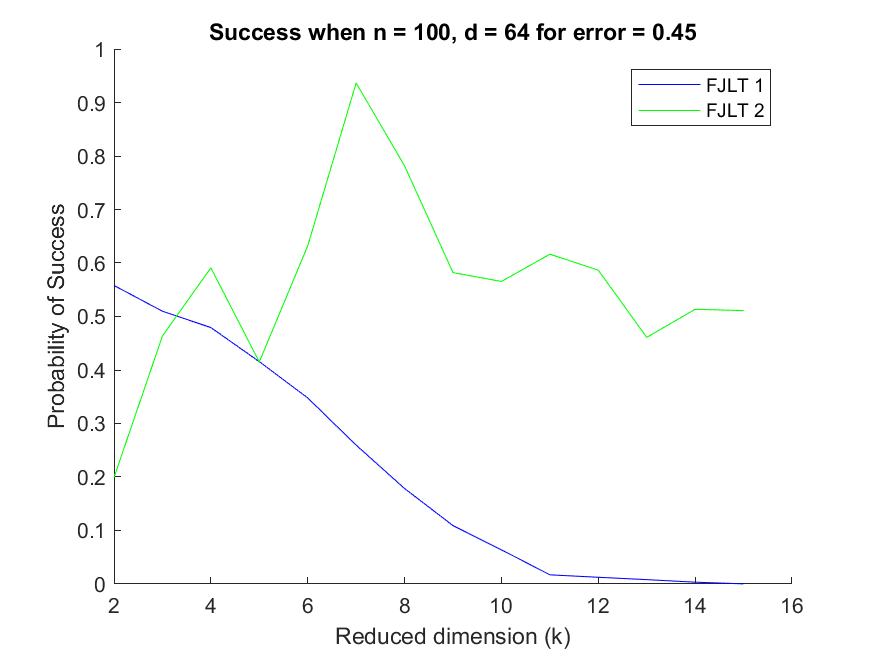 Success when n = 100, d = 64 for error = 0.45
FJLT 1
FJLT 2
Probability of Success
1
0.9
0.8
0.7
0.6
0.5
0.4
0.3
0.2
0.1
0
2 4 6 8 10 12 14 16
Reduced dimension (k)